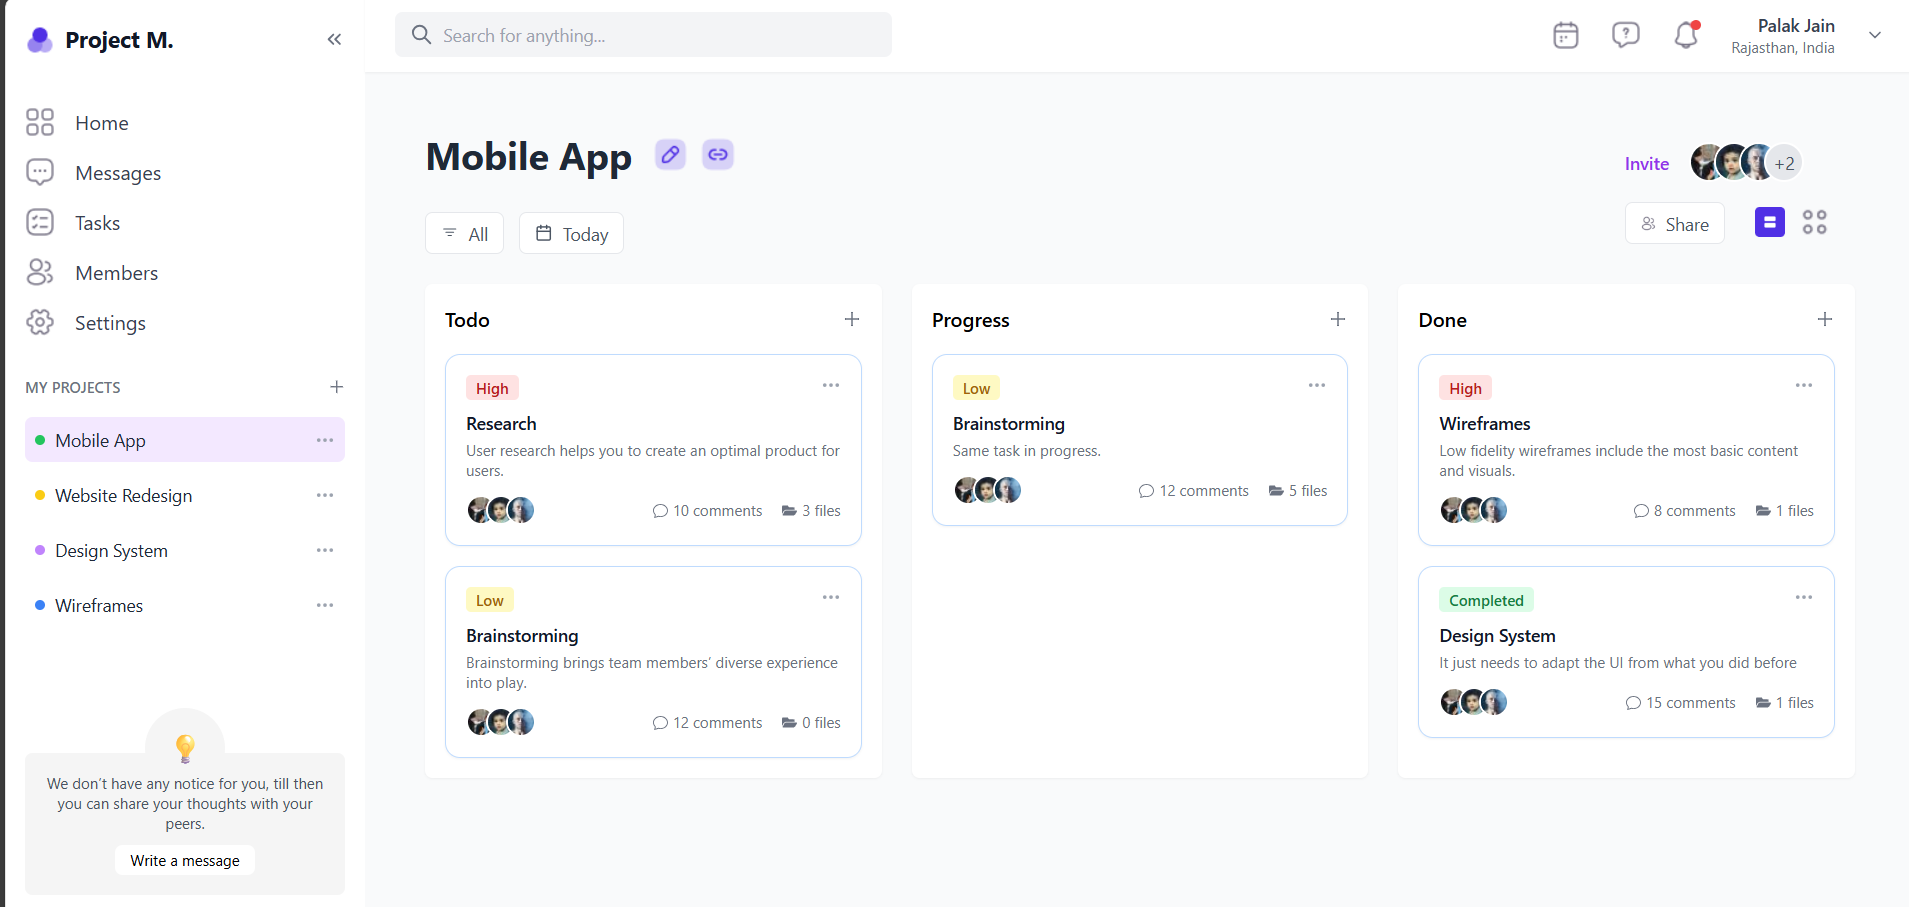 Project M.
Search for anything...
Palak Jain
Rajasthan, India
Home
Messages
Tasks
Members
Settings
MY PROJECTS
Mobile App
Website Redesign
Design System
Wireframes
We don’t have any notice for you, till then
you can share your thoughts with your
peers.
Write a message
Mobile App
Invite
+2
All
Today
Share
Todo
High
Research
User research helps you to create an optimal product for
users.
10 comments
3 files
Low
Brainstorming
Brainstorming brings team members’ diverse experience
into play.
12 comments
0 files
Progress
Low
Brainstorming
Same task in progress.
12 comments
5 files
Done
High
Wireframes
Low fidelity wireframes include the most basic content
and visuals.
8 comments
1 files
Completed
Design System
It just needs to adapt the UI from what you did before
15 comments
1 files